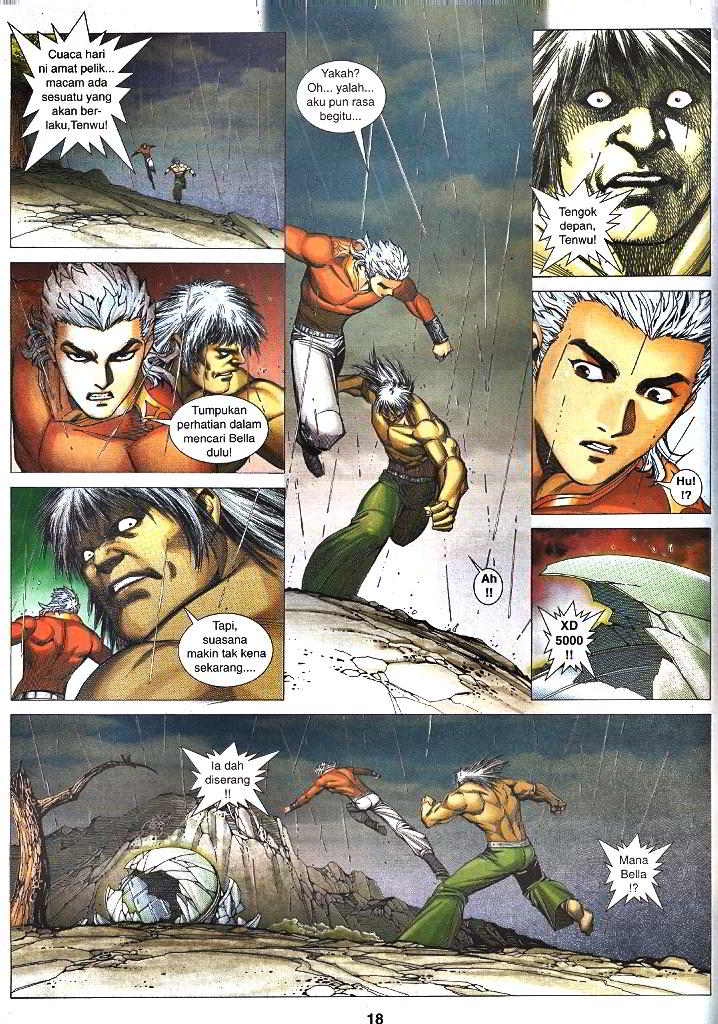 Cuaca hari
ni amat pelik...
macam ada
sesuatu yang
akan ber-
laku,Tenwu!
Yakah?
Oh... yalah...
aku pun rasa
begitu...
Tengok
depan,
Tenwu!
Tumpukan
perhatian dalam
mencari Bella
dulu!
Hu!
!?
Ah
!!
Tapi,
suasana
makin tak kena
sekarang....
XD
5000
!!
Ia dah
diserang
!!
Mana
Bella
!?
18